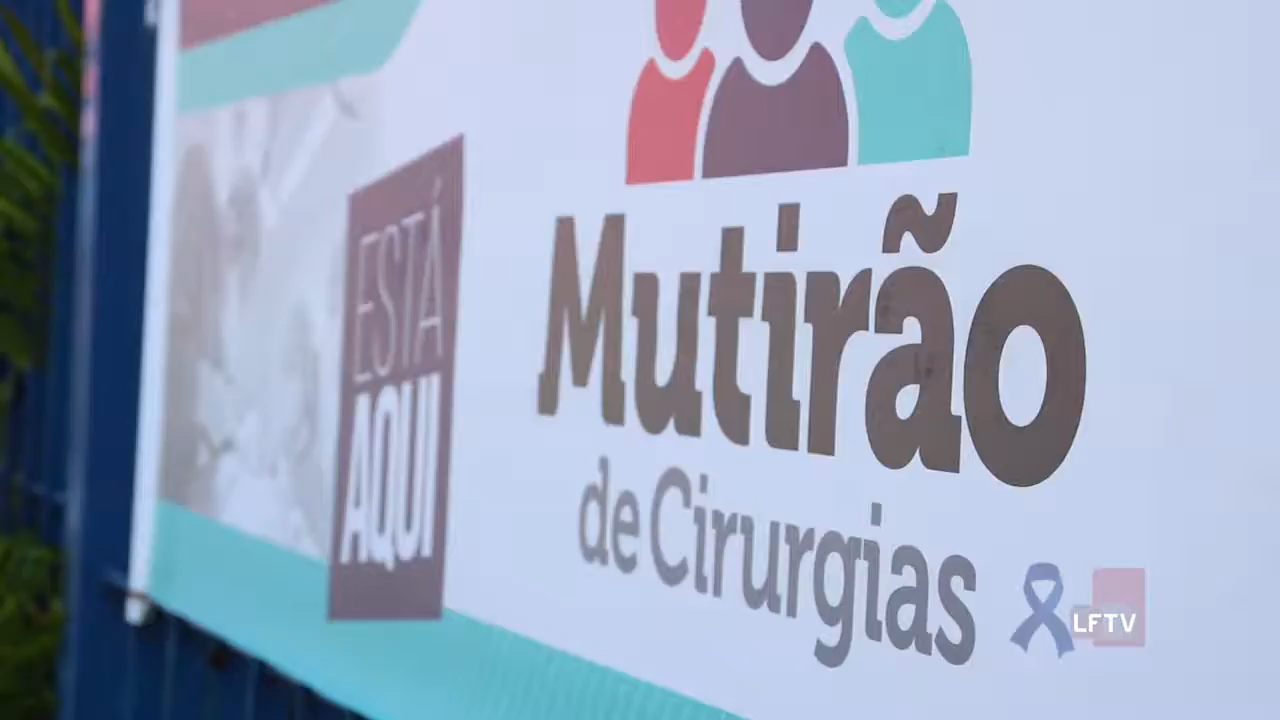 ESTÁ
AQUI
Mutirão
de Cirurgias
LFTV